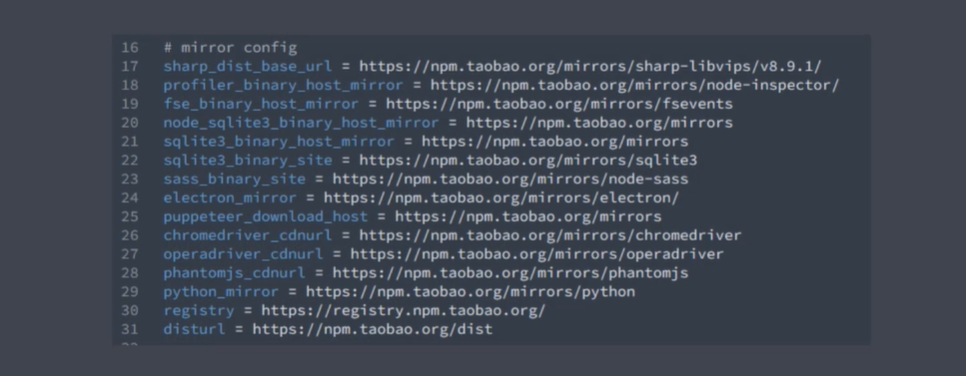 16 # mirror config
17 sharp_dist_base_url = https://npm.taobao.org/mirrors/sharp-libvips/v8.9.1/
18 profiler_binary_host_mirror = https://npm.taobao.org/mirrors/node-inspector/
19 fse_binary_host_mirror = https://npm.taobao.org/mirrors/fsevents
20 node_sqlite3_binary_host_mirror = https://npm.taobao.org/mirrors
21 sqlite3_binary_host_mirror = https://npm.taobao.org/mirrors
22 sqlite3_binary_site = https://npm.taobao.org/mirrors/sqlite3
23 sass_binary_site = https://npm.taobao.org/mirrors/node-sass
24 electron_mirror = https://npm.taobao.org/mirrors/electron/
25 puppeteer_download_host = https://npm.taobao.org/mirrors
26 chromedriver_cdnurl = https://npm.taobao.org/mirrors/chromedriver
27 operadriver_cdnurl = https://npm.taobao.org/mirrors/operadriver
28 phantomjs_cdnurl = https://npm.taobao.org/mirrors/phantomjs
29 python_mirror = https://npm.taobao.org/mirrors/python
30 registry = https://registry.npm.taobao.org/
31 disturl = https://npm.taobao.org/dist